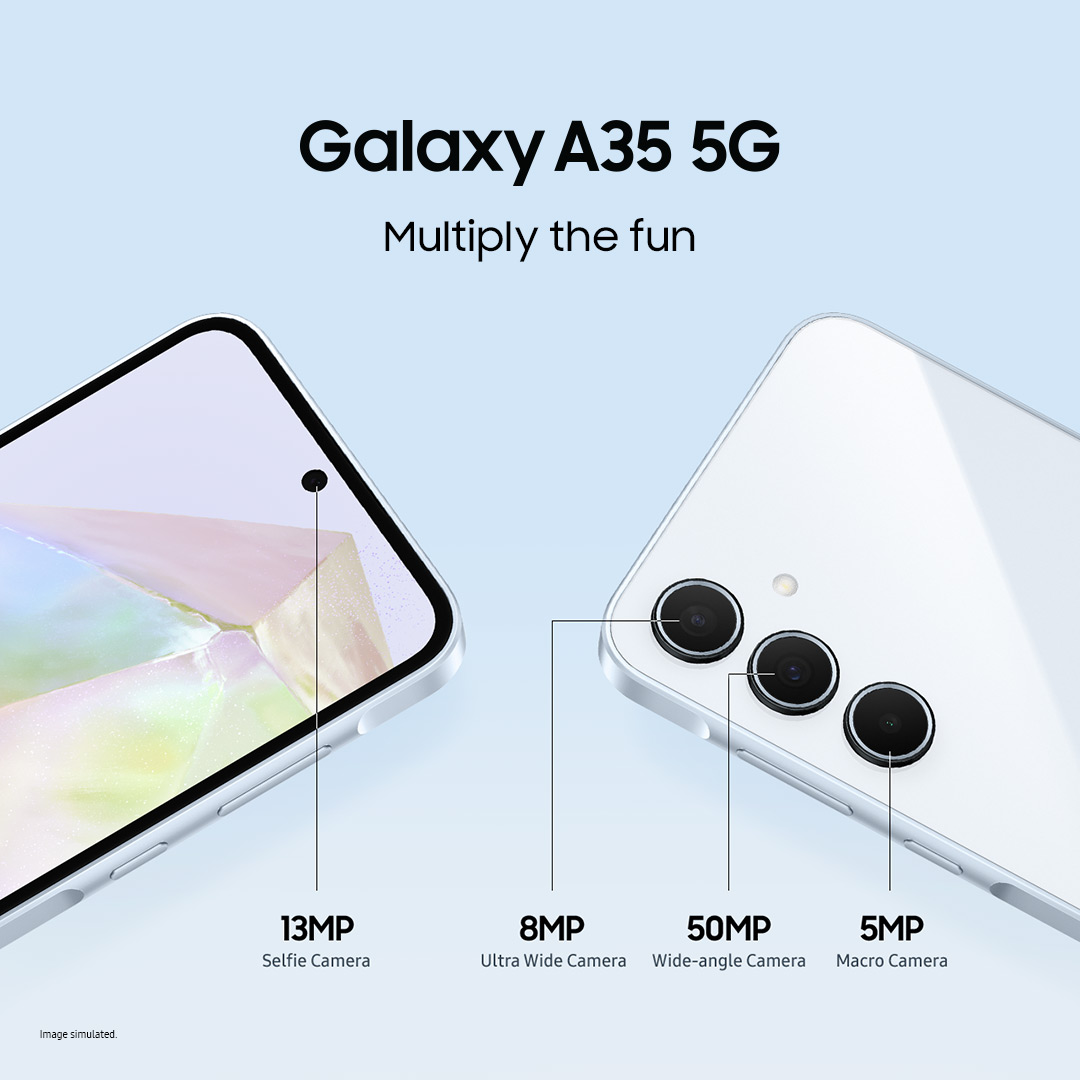 Galaxy A35 5G
Multiply the fun
13MP
Selfie Camera
8MP
Ultra Wide Camera
50MP
Wide-angle Camera
5MP
Macro Camera
Image simulated.